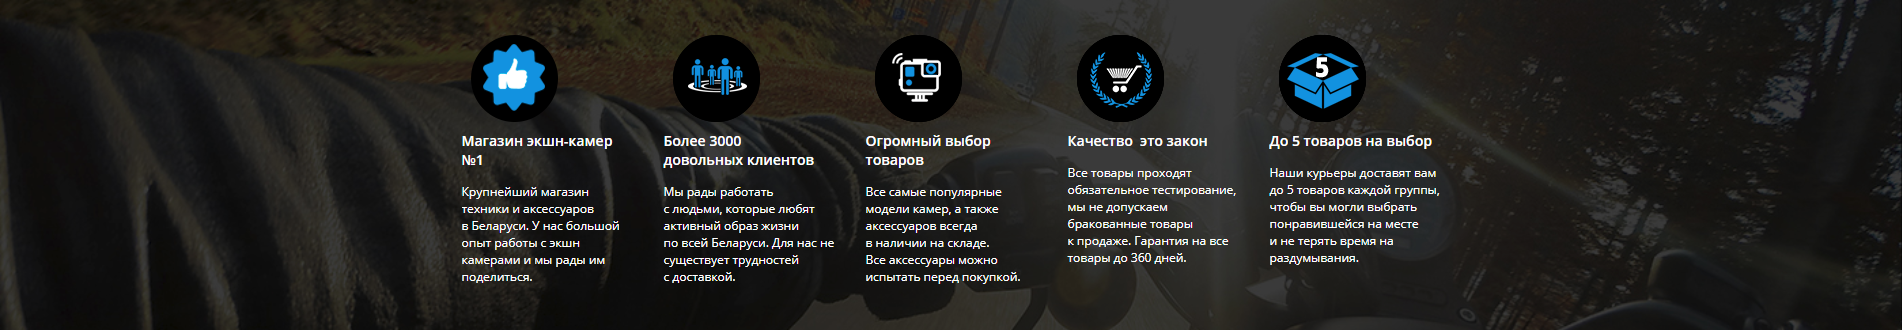 5
Магазин экшн-камер
№1
Крупнейший магазин
техники и аксессуаров
в Беларуси. У нас большой
опыт работы с экшн
камерами и мы рады им
поделиться.
Более 3000
довольных клиентов
Мы рады работать
с людьми, которые любят
активный образ жизни
по всей Беларуси. Для нас не
существует трудностей
с доставкой.
Огромный выбор
товаров
Все самые популярные
модели камер, а также
аксессуаров всегда
в наличии на складе.
Все аксессуары можно
испытать перед покупкой.
Качество  это закон
Все товары проходят
обязательное тестирование,
мы не допускаем
бракованные товары
к продаже. Гарантия на все
товары до 360 дней.
До 5 товаров на выбор
Наши курьеры доставят вам
до 5 товаров каждой группы,
чтобы вы могли выбрать
понравившейся на месте
и не терять время на
раздумывания.